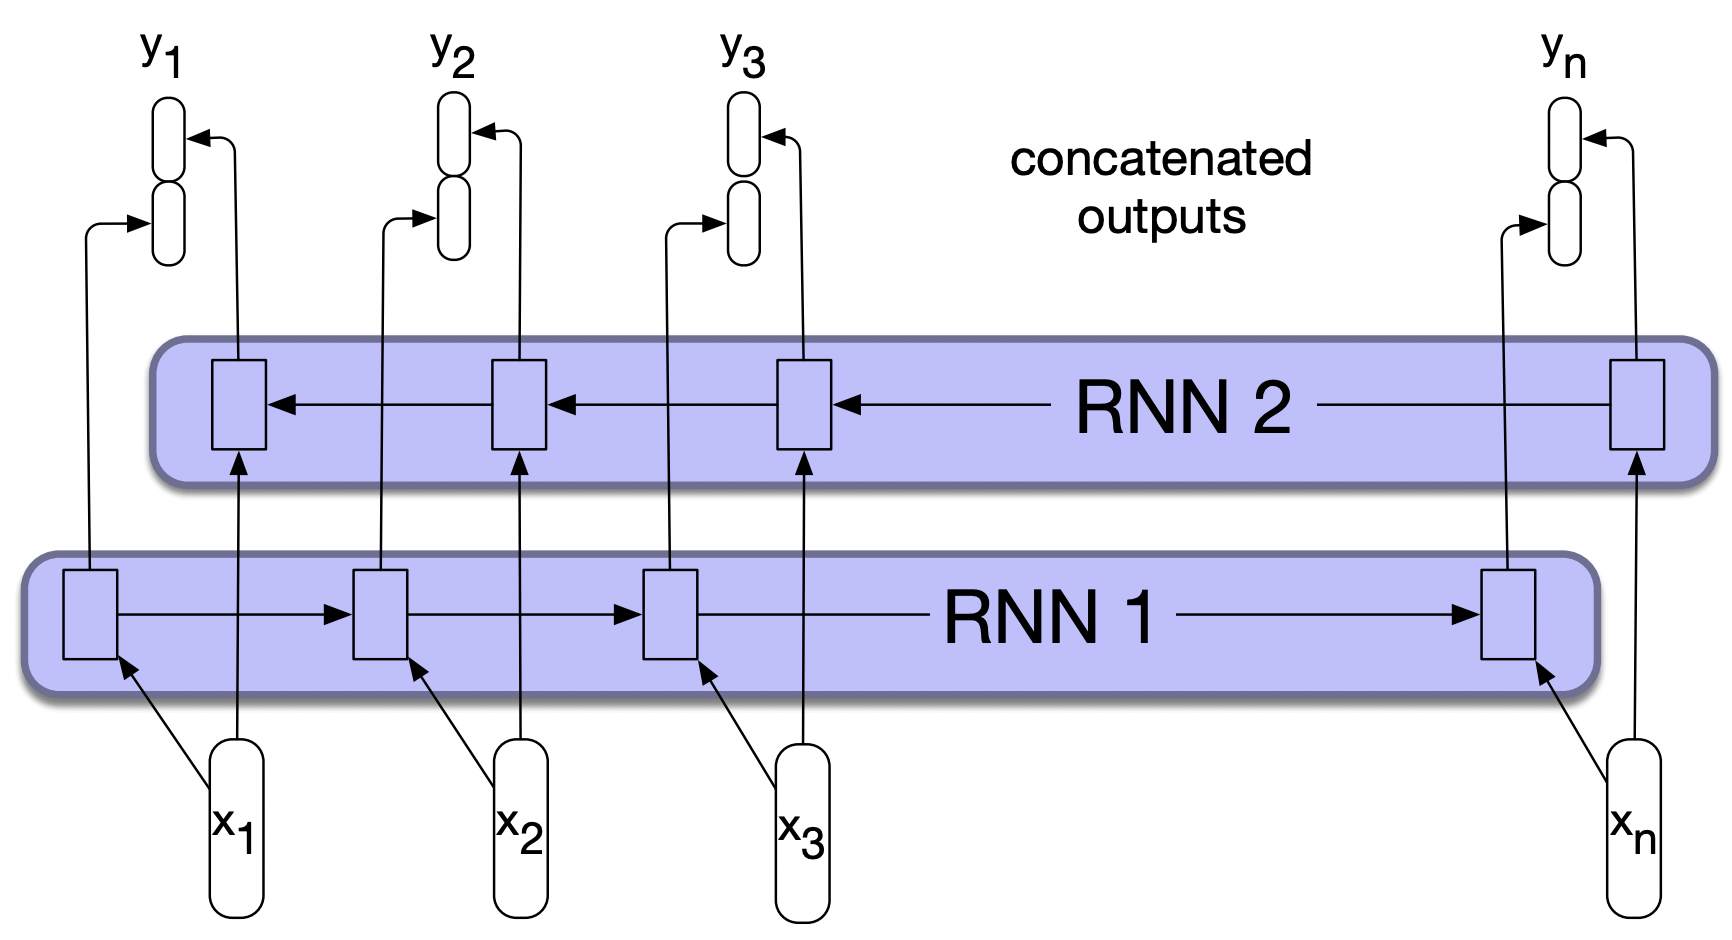 y1 y2 y3 yn
concatenated
outputs
RNN 2
RNN 1
x1 x2 x3 xn